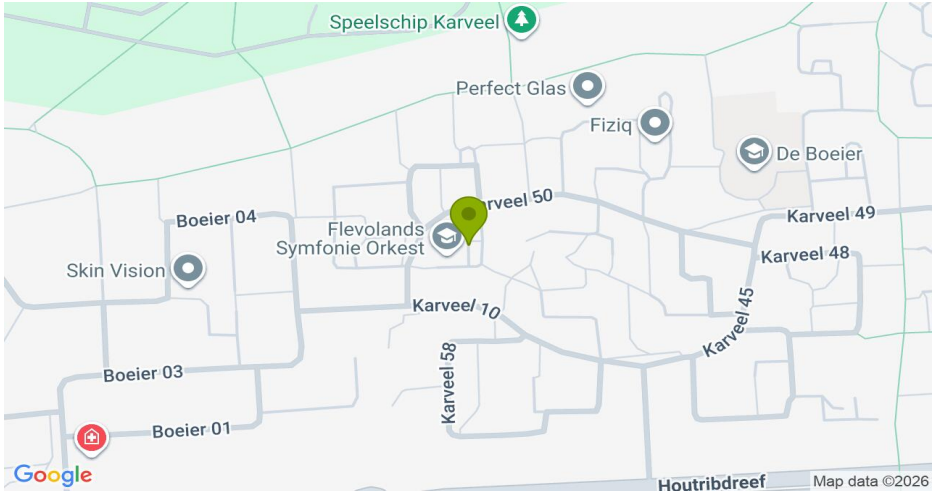 Speelschip Karveel
Perfect Glas
Fiziq
De Boeier
Karveel 50
Boeier 04
Karveel 49
Flevolands
Symfonie Orkest
Karveel 48
Skin Vision
Karveel 10
Karveel 45
Karveel 58
Boeier 03
Boeier 01
Google
Houtribdreef
Map data ©2026